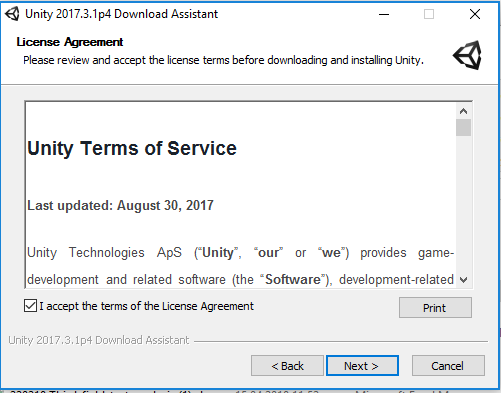 Unity 2017.3.1p4 Download Assistant
License Agreement
Please review and accept the license terms before downloading and installing Unity.
Unity Terms of Service
Last updated: August 30, 2017
Unity Technologies ApS (“Unity”, “our” or “we”) provides game-
development and related software (the “Software”), development-related
I accept the terms of the License Agreement
Print
Unity 2017.3.1p4 Download Assistant
< Back
Next >
Cancel